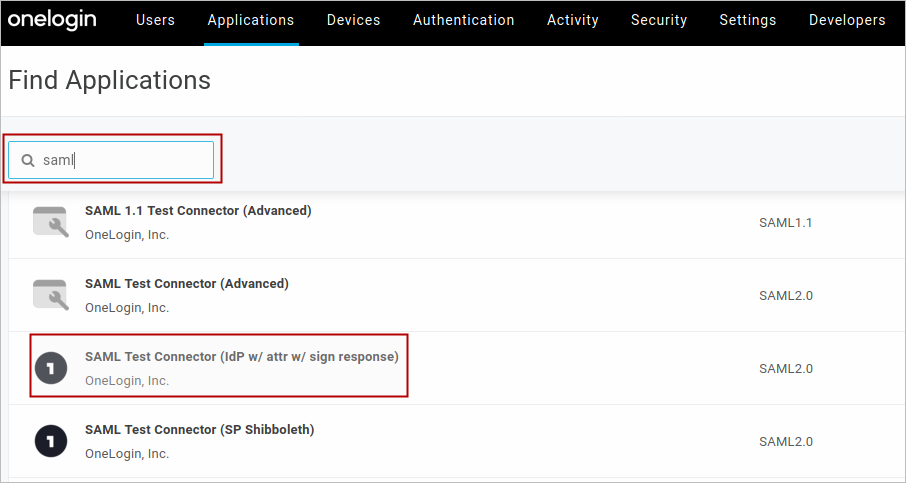 onelogin Users Applications Devices Authentication Activity Security Settings Developers
Find Applications
saml
SAML 1.1 Test Connector (Advanced)
OneLogin, Inc.
SAML1.1
SAML Test Connector (Advanced)
OneLogin, Inc.
SAML2.0
1
SAML Test Connector (IdP w/ attr w/ sign response)
OneLogin, Inc.
SAML2.0
1
SAML Test Connector (SP Shibboleth)
OneLogin, Inc.
SAML2.0